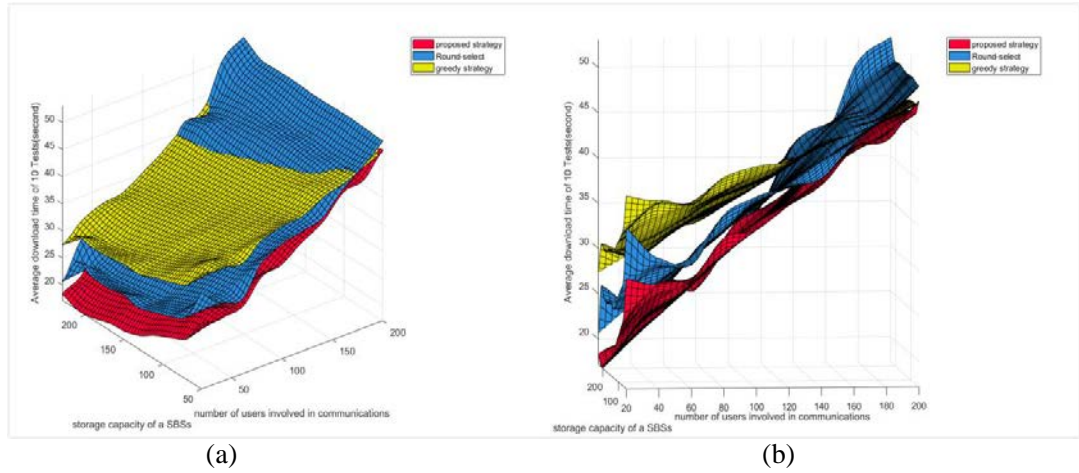 proposed strategy
Round-select
greedy strategy
Average download time of 10 Tests(second)
50
45
40
35
30
25
20
200
150
100
50
50
100
150
200
number of users involved in communications
storage capacity of a SBSs
(a)
proposed strategy
Round-select
greedy strategy
Average download time of 10 Tests(second)
50
45
40
35
30
25
20
200
100
20
40
60
80
100
120
140
160
180
200
number of users involved in communications
storage capacity of a SBSs
(b)